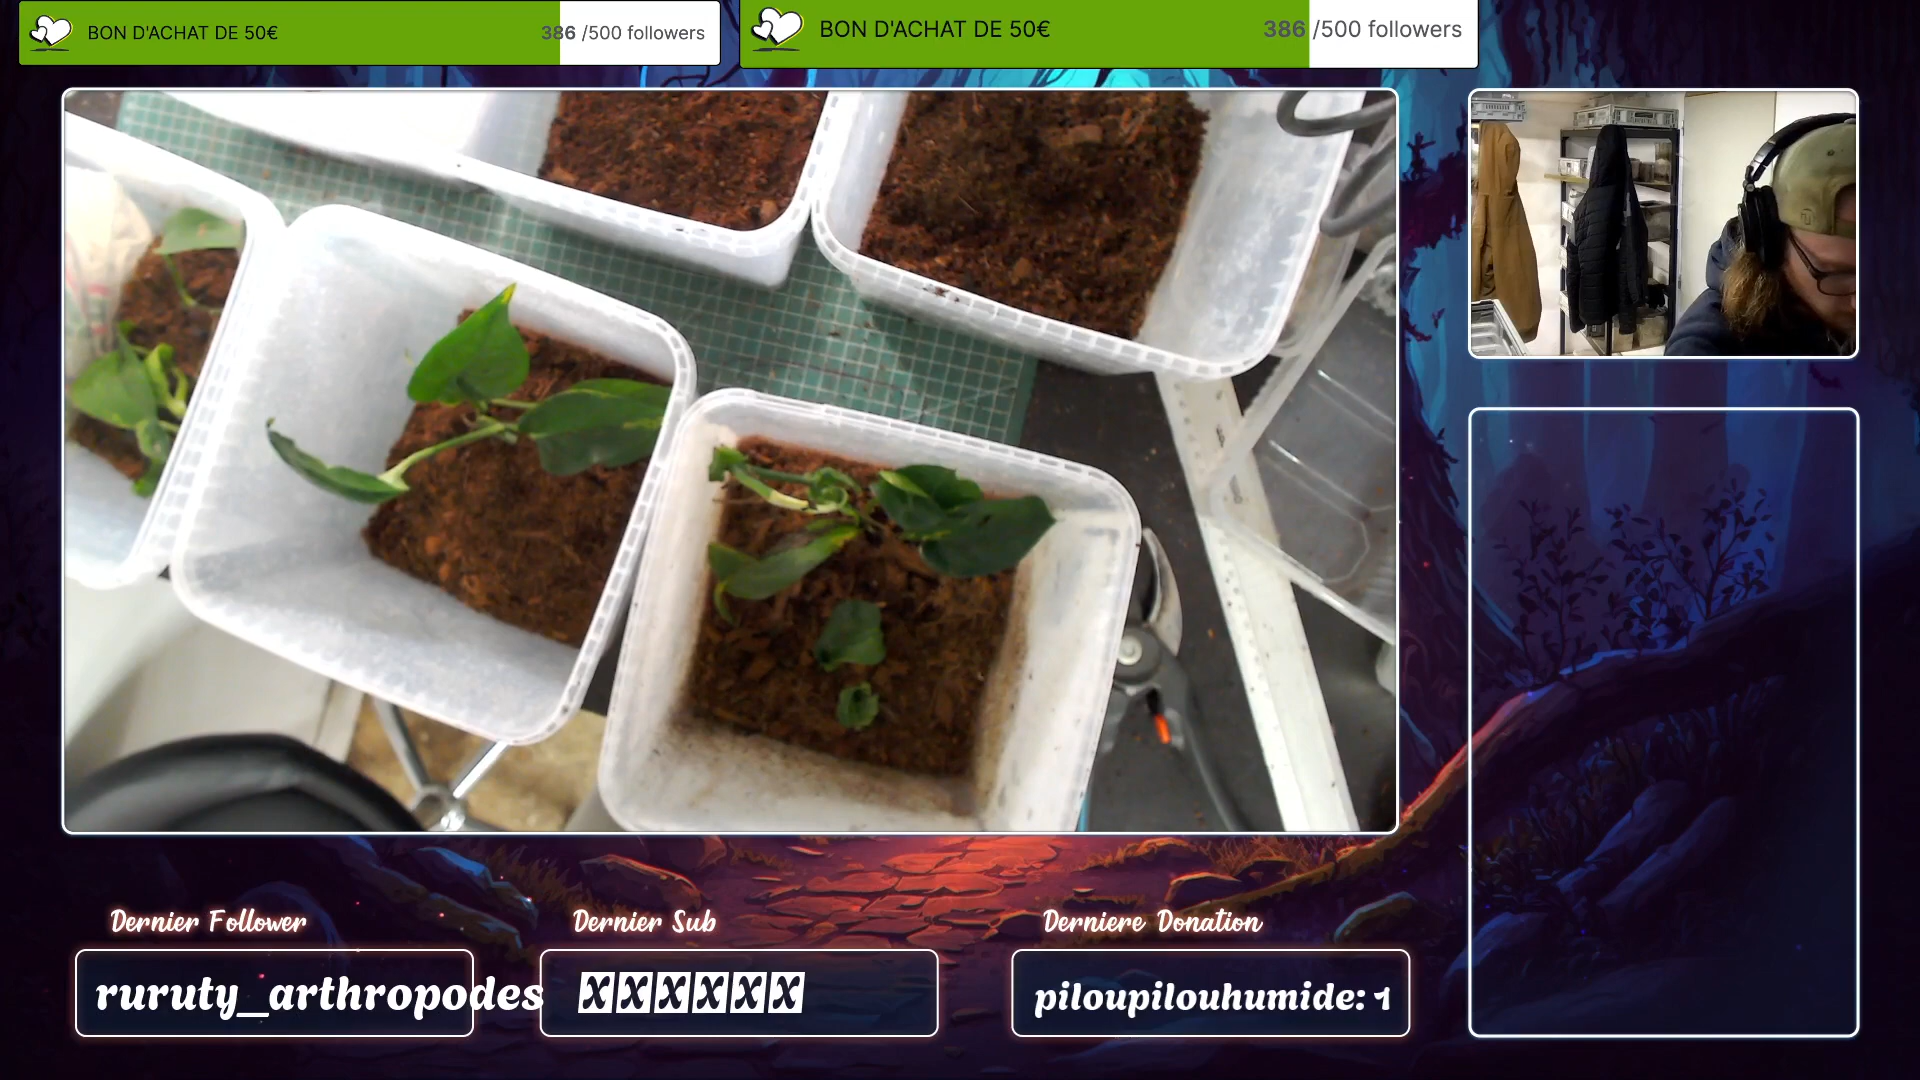 BON D'ACHAT DE 50€ 386 /500 followers
BON D'ACHAT DE 50€ 386 /500 followers
Dernier Follower
Dernier Sub
Derniere Donation
ruruty_arthropodes
piloupilouhumide: 1